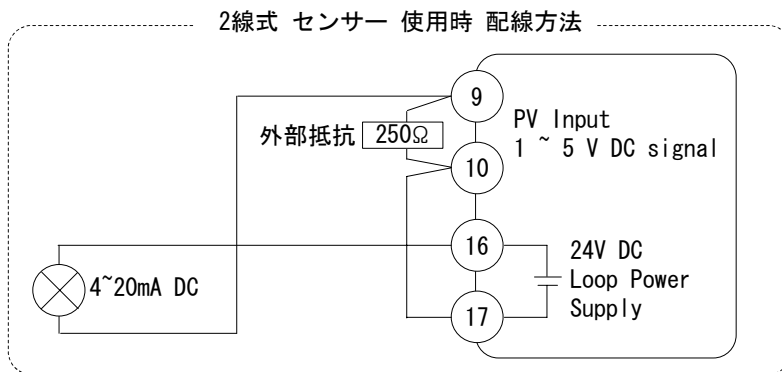 2線式 センサー 使用時 配線方法
9
外部抵抗 250Ω
PV Input
1 ~ 5 V DC signal
10
16
24V DC
Loop Power
Supply
4~20mA DC
17